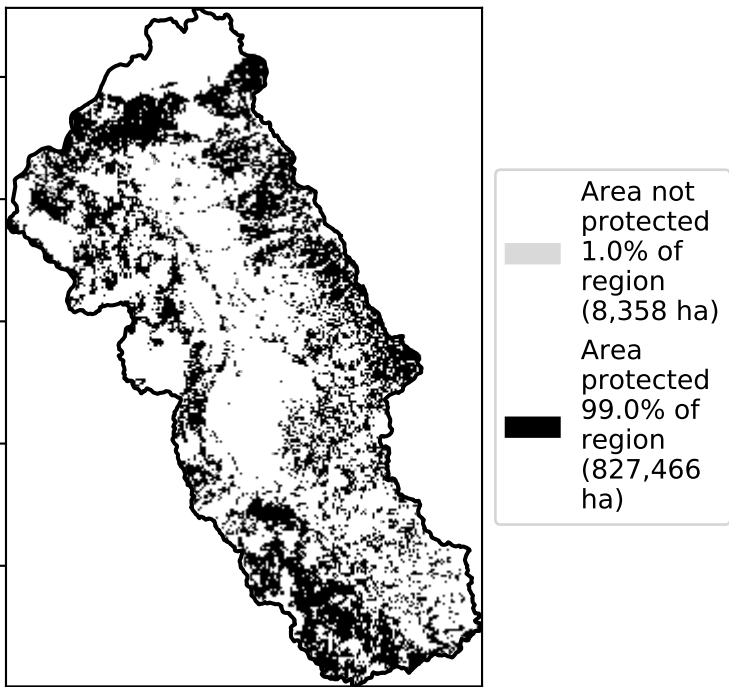 Area not
protected
1.0% of
region
(8,358 ha)
Area
protected
99.0% of
region
(827,466
ha)